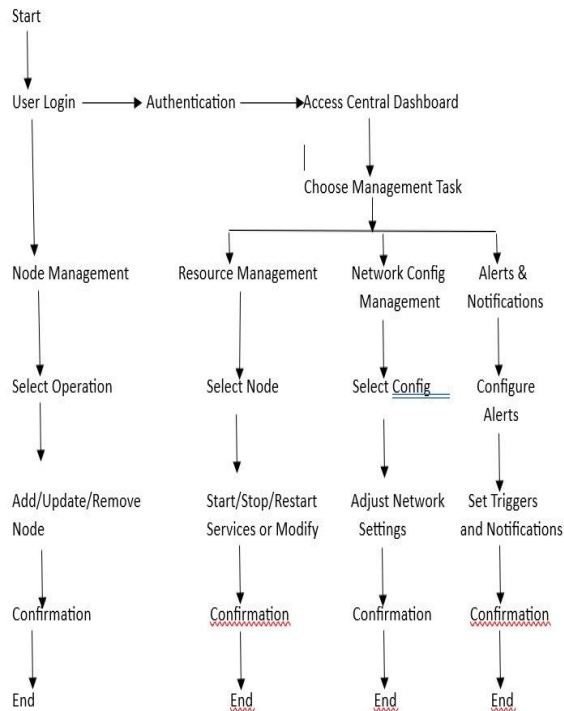 Start
User Login Authentication Access Central Dashboard
Choose Management Task
Node Management Resource Management Network Config Alerts &
Management Notifications
Select Operation Select Node Select Config Configure
Alerts
Add/Update/Remove Start/Stop/Restart Adjust Network Set Triggers
Node Services or Modify Settings and Notifications
Confirmation Confirmation Confirmation Confirmation
End End End End